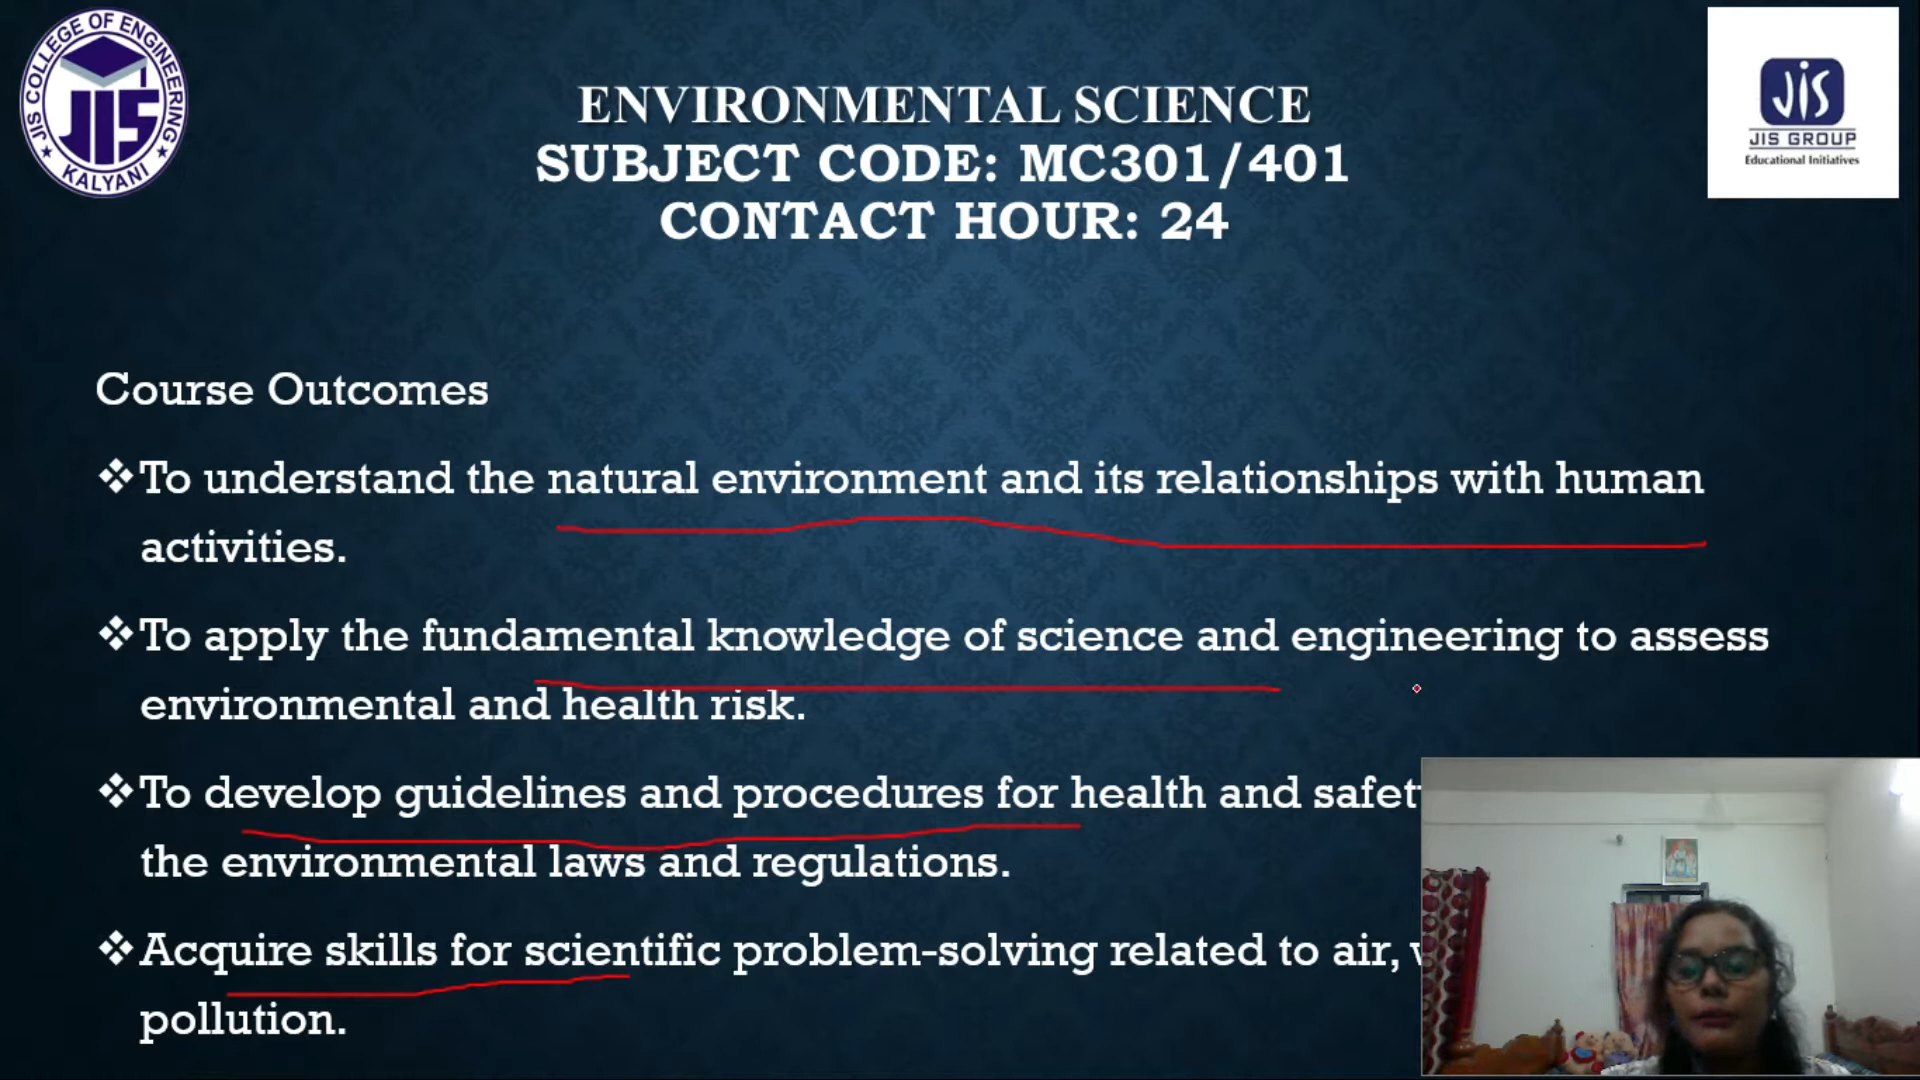 JIS COLLEGE OF ENGINEERING
JIS
KALYANI
JIS
JIS GROUP
Educational Initiatives
ENVIRONMENTAL SCIENCE
SUBJECT CODE: MC301/401
CONTACT HOUR: 24
Course Outcomes
❖To understand the natural environment and its relationships with human
activities.
❖To apply the fundamental knowledge of science and engineering to assess
environmental and health risk.
❖To develop guidelines and procedures for health and
the environmental laws and regulations.
❖Acquire skills for scientific problem-solving related to air,
pollution.